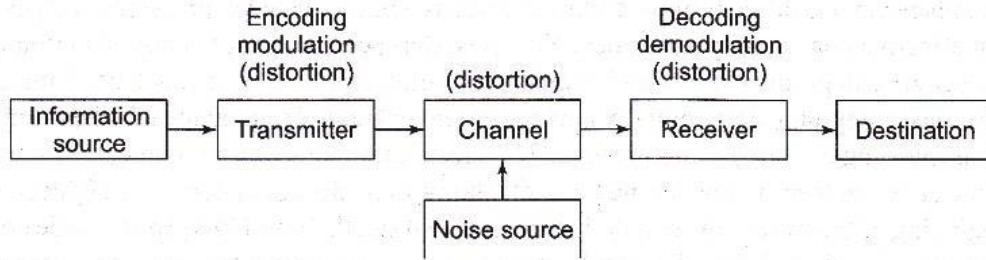 Encoding
modulation
(distortion)
(distortion)
Decoding
demodulation
(distortion)
Information
source
Transmitter
Channel
Receiver
Destination
Noise source